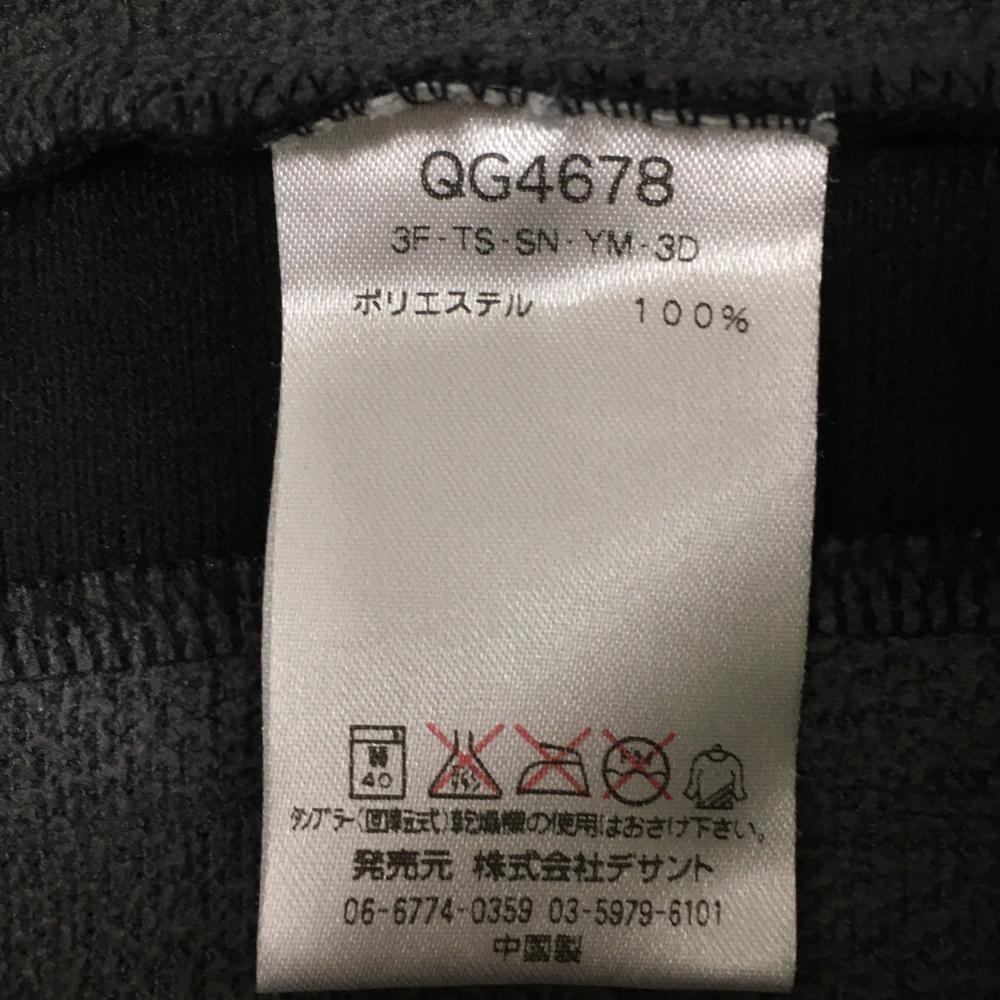 QG4678
3F-TS-SN-YM-3D
ポリエステル 100%
40
タンブラー(回転式)乾燥機の使用はおさけ下さい。
発売元 株式会社デサント
06-6774-0359 03-5979-6101
中国製